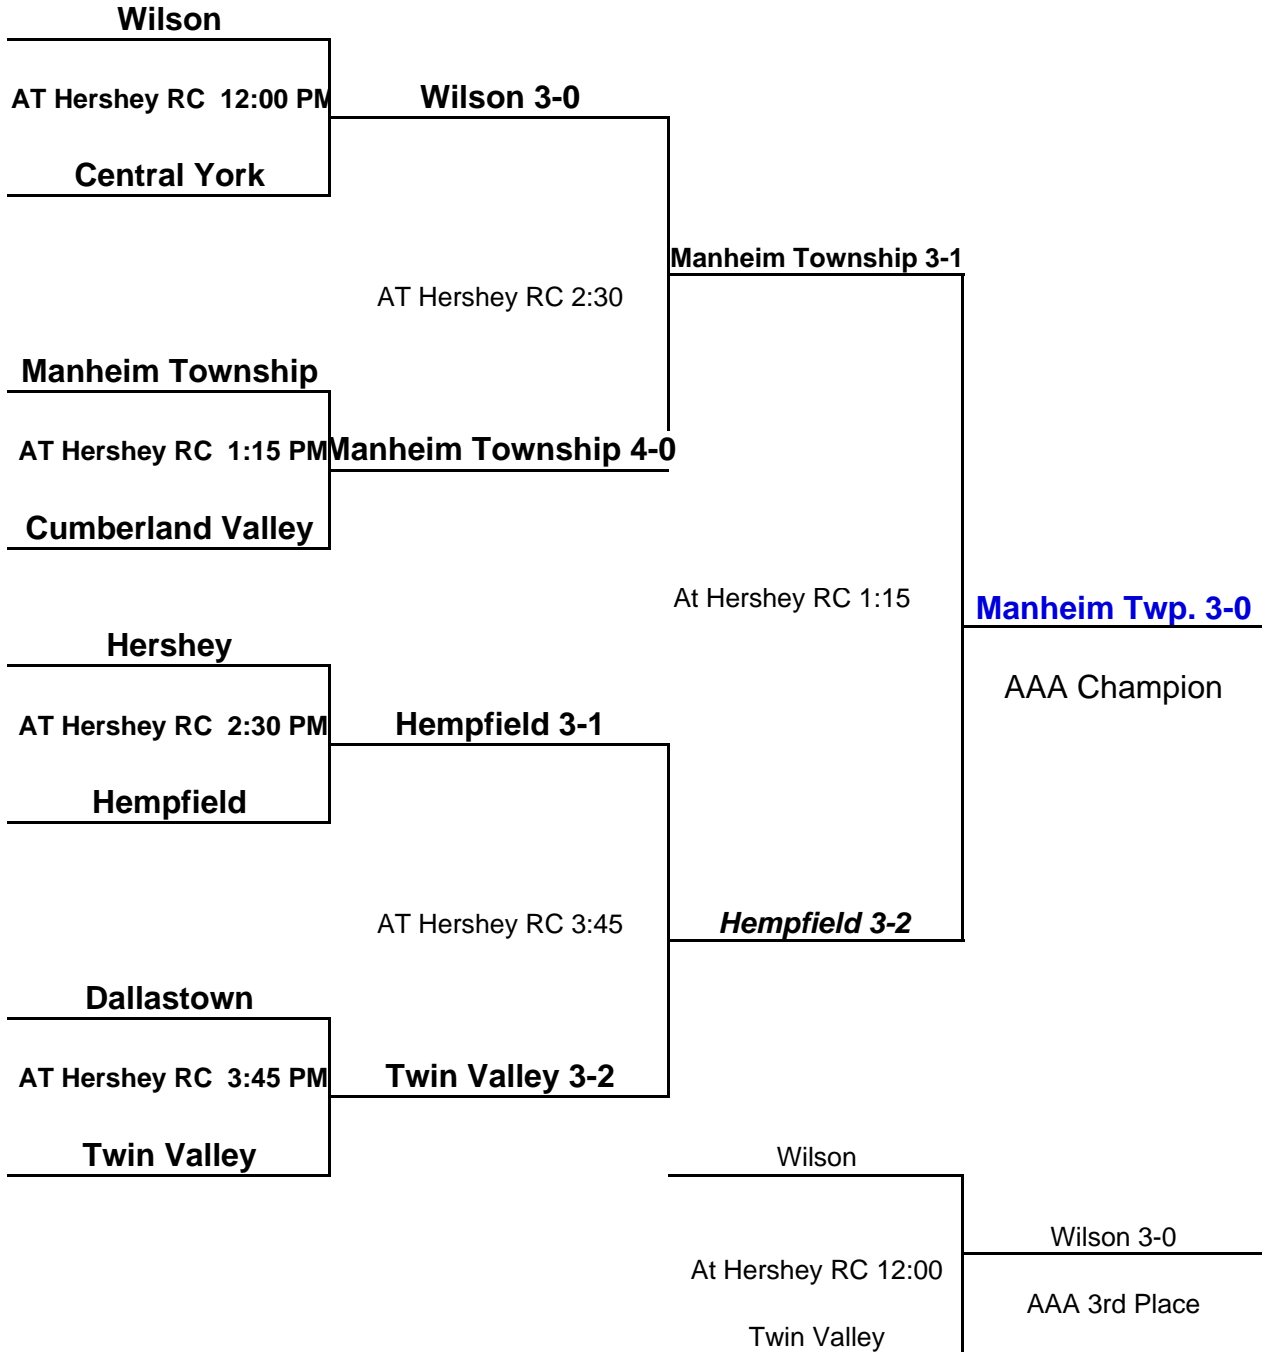 Wilson
AT Hershey RC 12:00 PM
Wilson 3-0
Central York
Manheim Township 3-1
AT Hershey RC 2:30
Manheim Township
AT Hershey RC 1:15 PM
Manheim Township 4-0
Cumberland Valley
At Hershey RC 1:15
Manheim Twp. 3-0
Hershey
AAA Champion
AT Hershey RC 2:30 PM
Hempfield 3-1
Hempfield
AT Hershey RC 3:45
Hempfield 3-2
Dallastown
AT Hershey RC 3:45 PM
Twin Valley 3-2
Twin Valley
Wilson
Wilson 3-0
At Hershey RC 12:00
AAA 3rd Place
Twin Valley